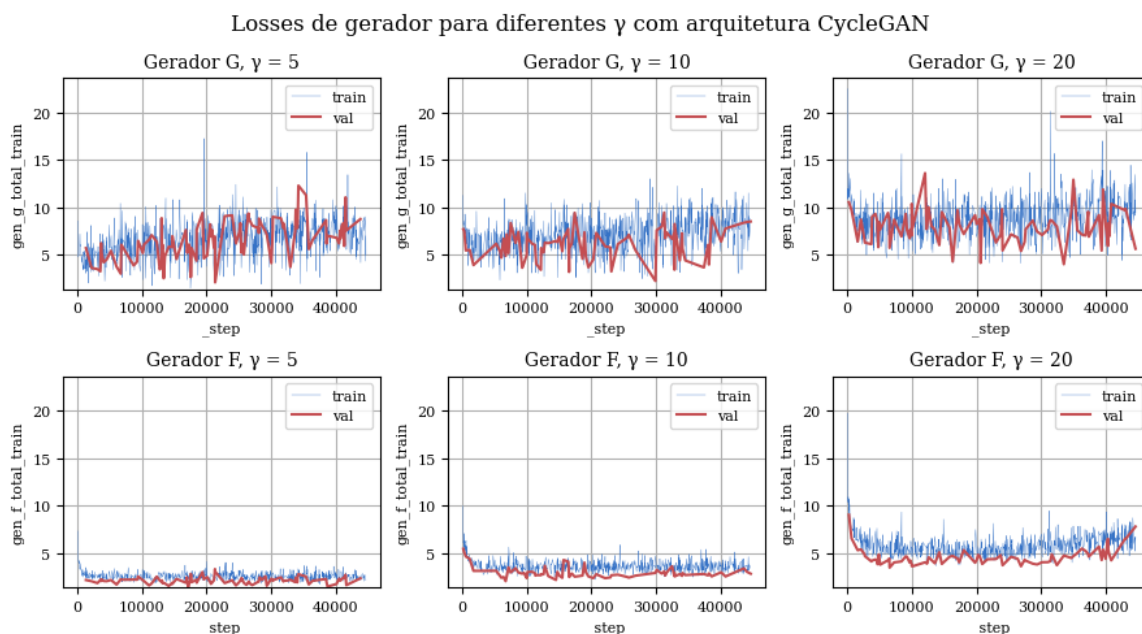 Losses de gerador para diferentes γ com arquitetura CycleGAN
Gerador G, γ = 5
gen_g_total_train
20
15
10
5
train
val
0 10000 20000 30000 40000
_step
Gerador G, γ = 10
gen_g_total_train
20
15
10
5
train
val
0 10000 20000 30000 40000
_step
Gerador G, γ = 20
gen_g_total_train
20
15
10
5
train
val
0 10000 20000 30000 40000
_step
Gerador F, γ = 5
gen_f_total_train
20
15
10
5
train
val
0 10000 20000 30000 40000
step
Gerador F, γ = 10
gen_f_total_train
20
15
10
5
train
val
0 10000 20000 30000 40000
step
Gerador F, γ = 20
gen_f_total_train
20
15
10
5
train
val
0 10000 20000 30000 40000
step